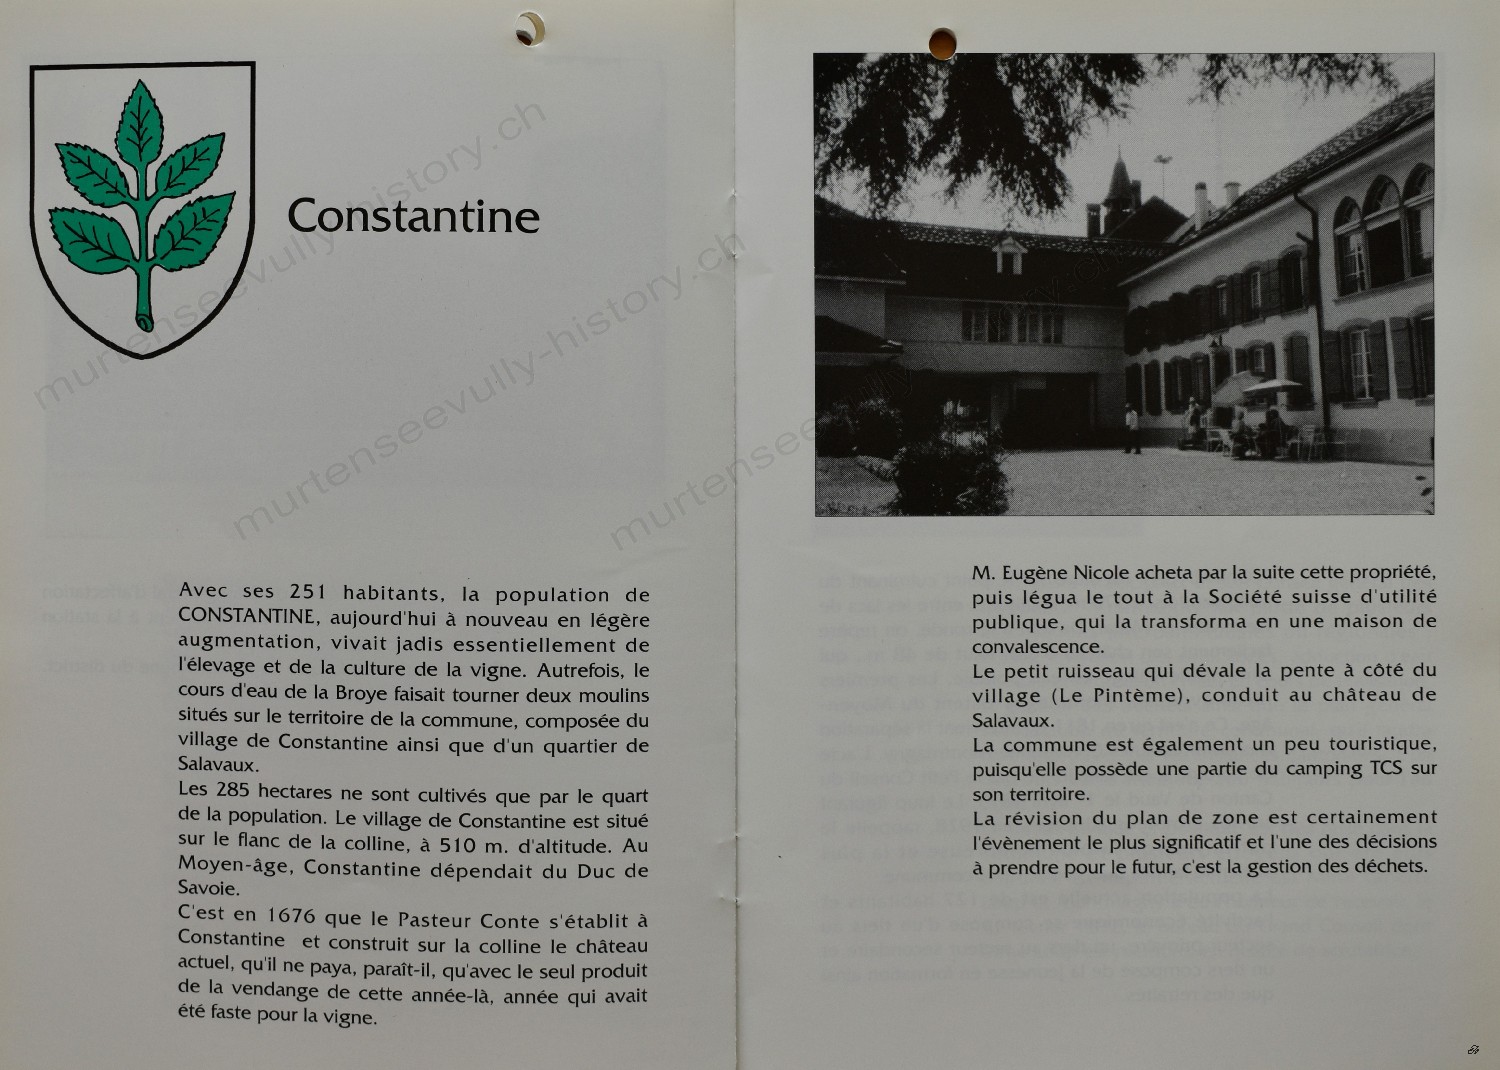 Constantine
Avec ses 251 habitants, la population de
CONSTANTINE, aujourd'hui à nouveau en légère
augmentation, vivait jadis essentiellement de
l'élevage et de la culture de la vigne. Autrefois, le
cours d'eau de la Broye faisait tourner deux moulins
situés sur le territoire de la commune, composée du
village de Constantine ainsi que d'un quartier de
Salavaux.
Les 285 hectares ne sont cultivés que par le quart
de la population. Le village de Constantine est situé
sur le flanc de la colline, à 510 m. d'altitude. Au
Moyen-âge, Constantine dépendait du Duc de
Savoie.
C'est en 1676 que le Pasteur Conte s'établit à
Constantine et construit sur la colline le château
actuel, qu'il ne paya, paraît-il, qu'avec le seul produit
de la vendange de cette année-là, année qui avait
été faste pour la vigne.
M. Eugène Nicole acheta par la suite cette propriété,
puis légua le tout à la Société suisse d'utilité
publique, qui la transforma en une maison de
convalescence.
Le petit ruisseau qui dévale la pente à côté du
village (Le Pintème), conduit au château de
Salavaux.
La commune est également un peu touristique,
puisqu'elle possède une partie du camping TCS sur
son territoire.
La révision du plan de zone est certainement
l'évènement le plus significatif et l'une des décisions
à prendre pour le futur, c'est la gestion des déchets.
murtenseevully-history.ch
murtenseevully-history.ch
murtenseevully-history.ch